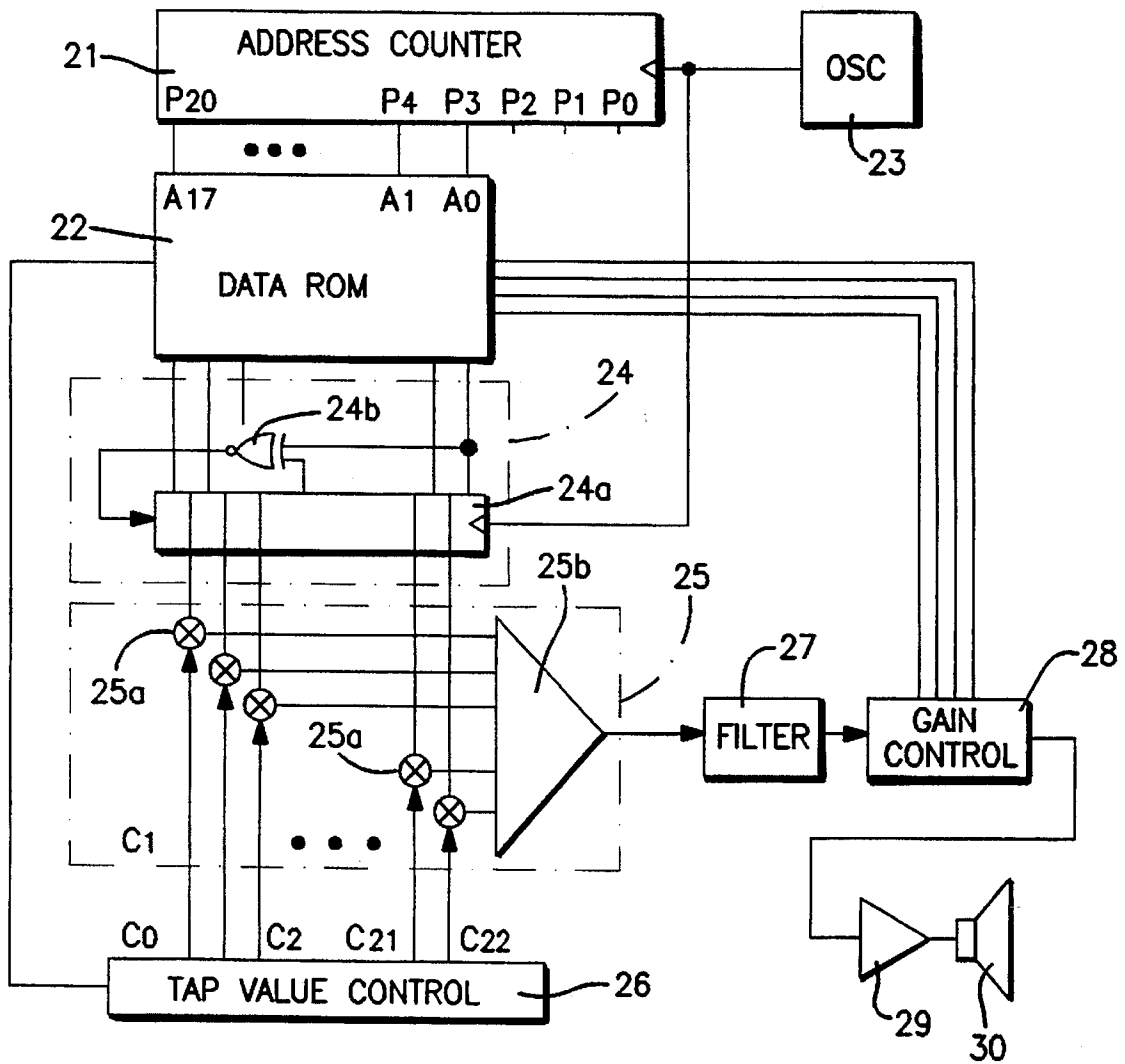 ADDRESS COUNTER
21
P20 P4 P3 P2 P1 P0
OSC
23
A17 A1 A0
22
DATA ROM
24
24b
24a
25b
25
25a
27
28
FILTER
GAIN CONTROL
25a
C1
C0 C2 C21 C22
TAP VALUE CONTROL
26
29
30